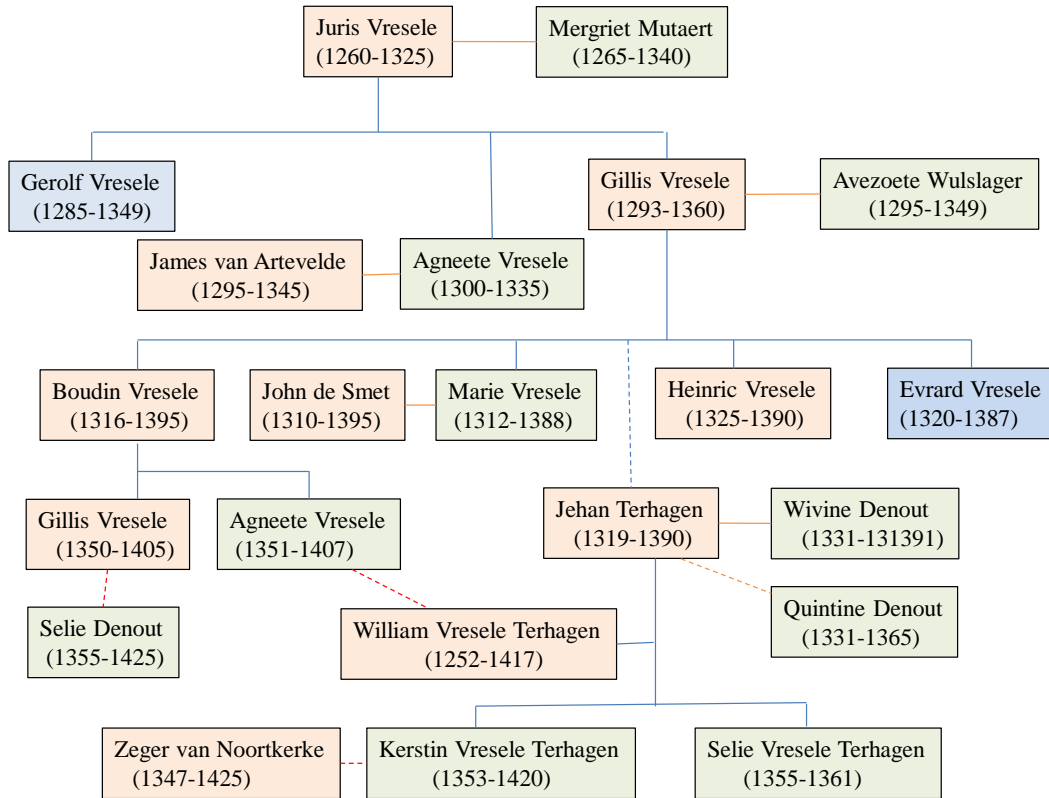 Juris Vresele
(1260-1325)
Mergriet Mutaert
(1265-1340)
Gerolf Vresele
(1285-1349)
Gillis Vresele
(1293-1360)
Avezoete Wulslager
(1295-1349)
James van Artevelde
(1295-1345)
Agneete Vresele
(1300-1335)
Boudin Vresele
(1316-1395)
John de Smet
(1310-1395)
Marie Vresele
(1312-1388)
Heinric Vresele
(1325-1390)
Evrard Vresele
(1320-1387)
Gillis Vresele
(1350-1405)
Agneete Vresele
(1351-1407)
Jehan Terhagen
(1319-1390)
Wivine Denout
(1331-131391)
Selie Denout
(1355-1425)
William Vresele Terhagen
(1252-1417)
Quintine Denout
(1331-1365)
Zeger van Noortkerke
(1347-1425)
Kerstin Vresele Terhagen
(1353-1420)
Selie Vresele Terhagen
(1355-1361)